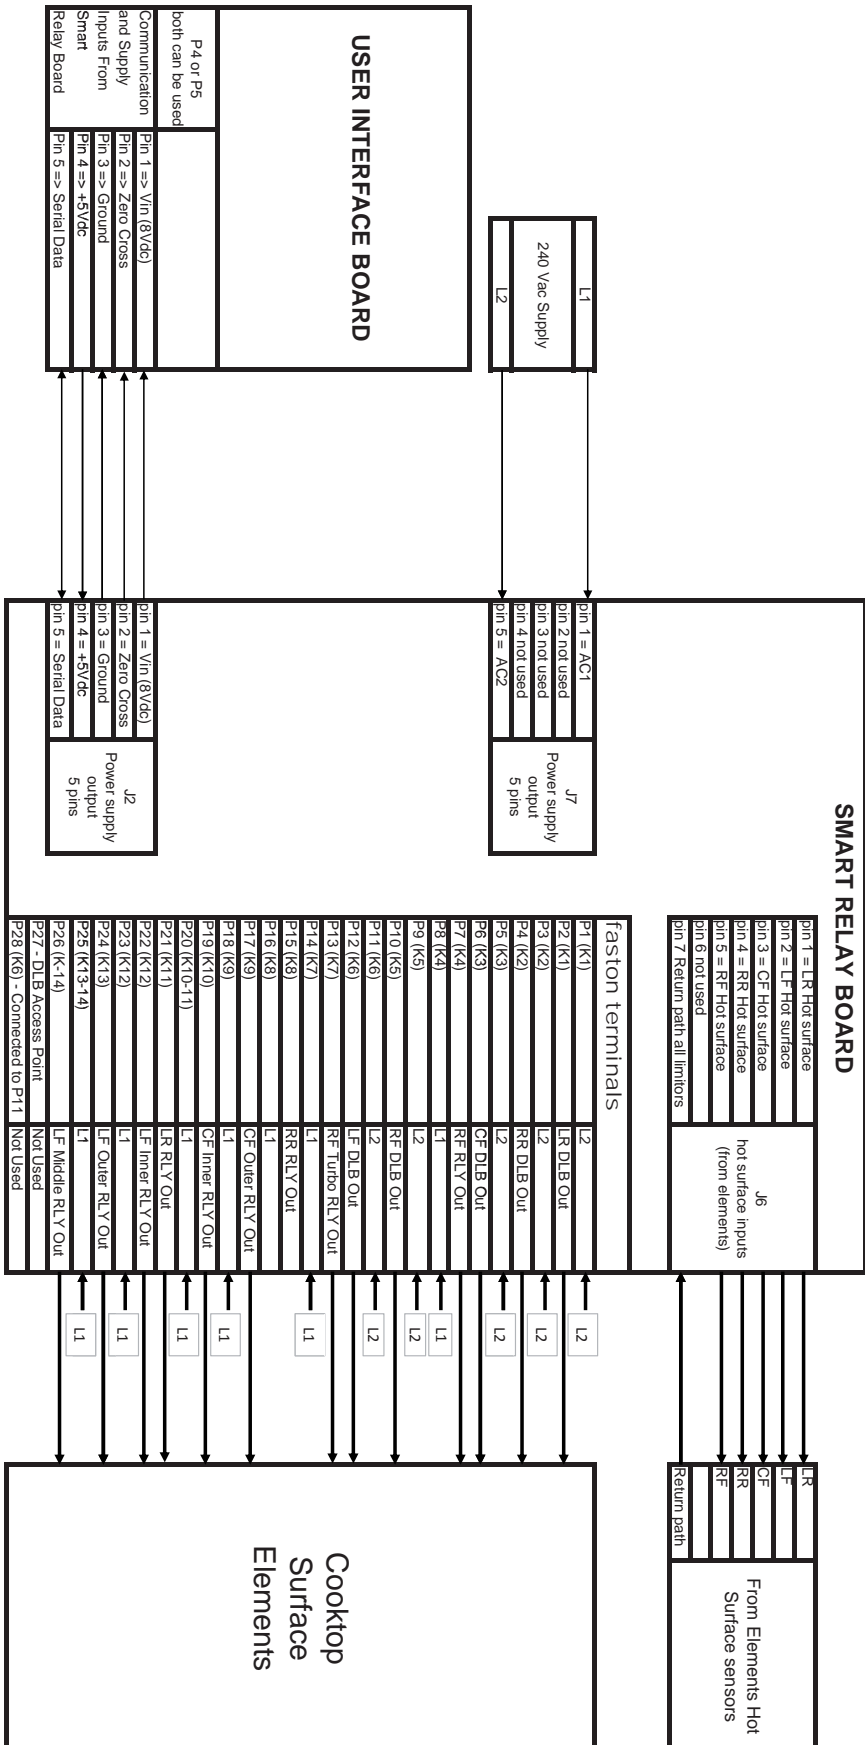 SMART RELAY BOARD
USER INTERFACE BOARD
P4 or P5
both can be used
Communication
and Supply
Inputs From
Smart
Relay Board
Pin 1 => Vin (8Vdc)
Pin 2 => Zero Cross
Pin 3 => Ground
Pin 4 => +5Vdc
Pin 5 => Serial Data
L1
240 Vac Supply
L2
pin 1 = AC1
pin 2 not used
pin 3 not used
pin 4 not used
pin 5 = AC2
J7
Power supply
output
5 pins
pin 1 = Vin (8Vdc)
pin 2 = Zero Cross
pin 3 = Ground
pin 4 = +5Vdc
pin 5 = Serial Data
J2
Power supply
output
5 pins
pin 1 = LR Hot surface
pin 2 = LF Hot surface
pin 3 = CF Hot surface
pin 4 = RR Hot surface
pin 5 = RF Hot surface
pin 6 not used
pin 7 Return path all limitors
J6
hot surface inputs
(from elements)
faston terminals
P1 (K1) L2
P2 (K1) LR DLB Out
P3 (K2) L2
P4 (K2) RR DLB Out
P5 (K3) L2
P6 (K3) CF DLB Out
P7 (K4) RF RLY Out
P8 (K4) L1
P9 (K5) L2
P10 (K5) RF DLB Out
P11 (K6) L2
P12 (K6) LF DLB Out
P13 (K7) RF Turbo RLY Out
P14 (K7) L1
P15 (K8) RR RLY Out
P16 (K8) L1
P17 (K9) CF Outer RLY Out
P18 (K9) L1
P19 (K10) CF Inner RLY Out
P20 (K10-11) L1
P21 (K11) LR RLY Out
P22 (K12) LF Inner RLY Out
P23 (K12) L1
P24 (K13) LF Outer RLY Out
P25 (K13-14) L1
P26 (K-14) LF Middle RLY Out
P27 - DLB Access Point Not Used
P28 (K6) - Connected to P11 Not Used
L2
L2
L2
L1
L2
L2
L1
L1
L1
L1
L1
LR
LF
CF
RR
RF
Return path
From Elements Hot
Surface sensors
Cooktop
Surface
Elements